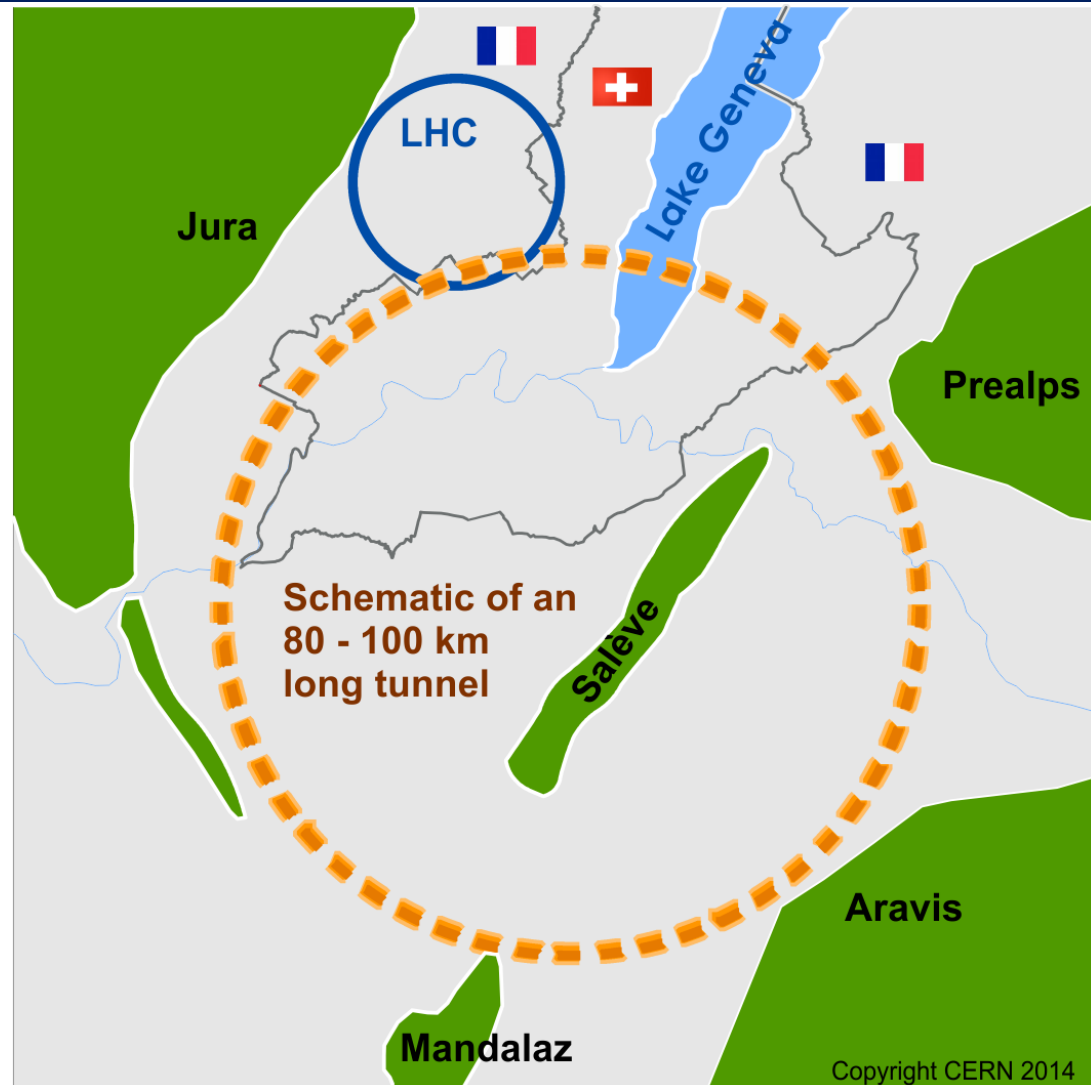 LHC
Lake Geneva
Jura
Prealps
Schematic of an
80 - 100 km
long tunnel
Salève
Aravis
Mandalaz
Copyright CERN 2014